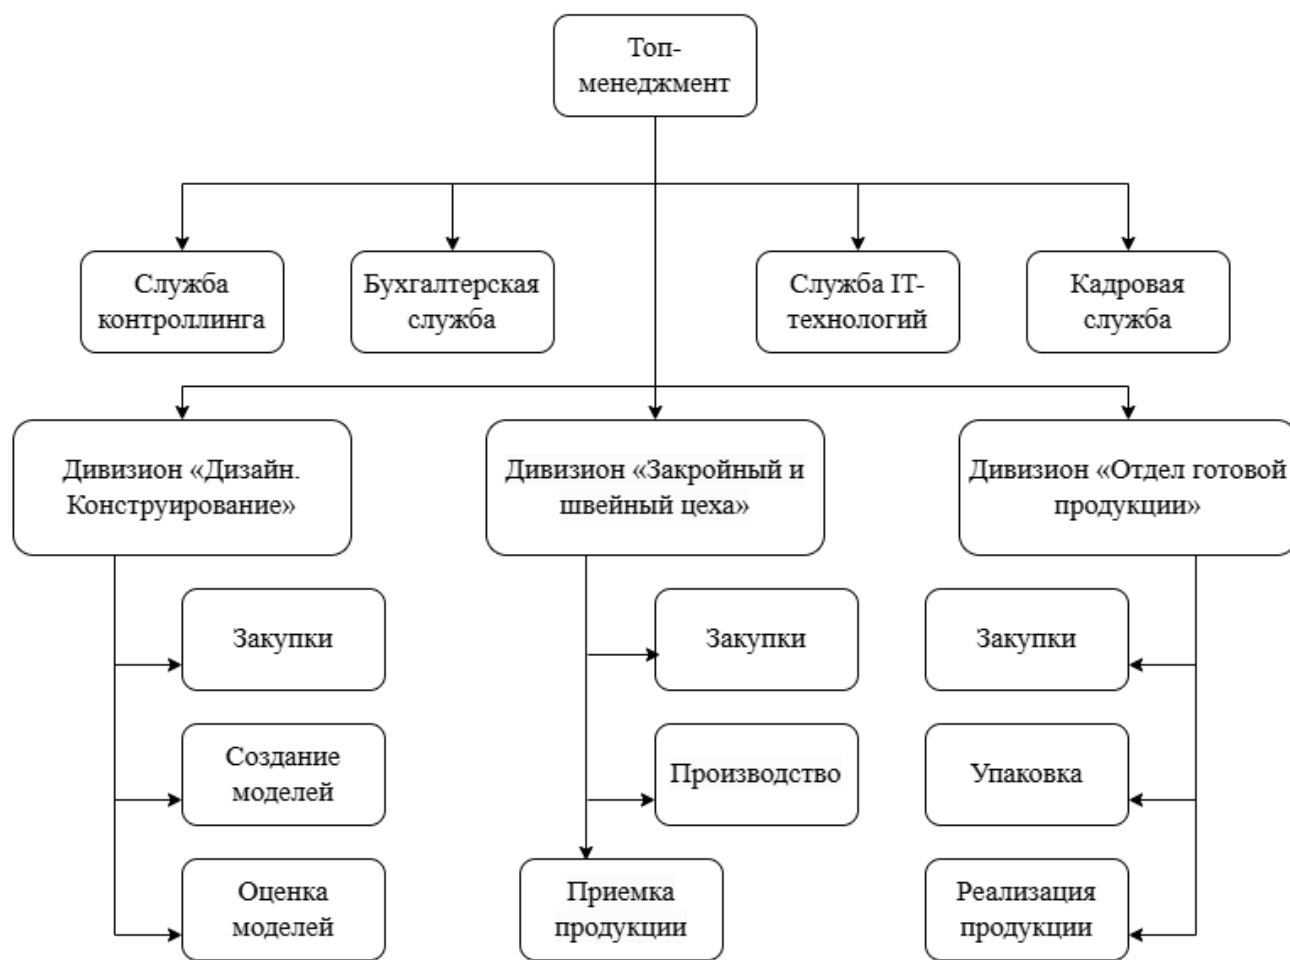 Топ-
менеджмент
Служба
контроллинга
Бухгалтерская
служба
Служба IT-
технологий
Кадровая
служба
Дивизион «Дизайн.
Конструирование»
Дивизион «Закройный и
швейный цеха»
Дивизион «Отдел готовой
продукции»
Закупки
Закупки
Закупки
Создание
моделей
Производство
Упаковка
Оценка
моделей
Приемка
продукции
Реализация
продукции